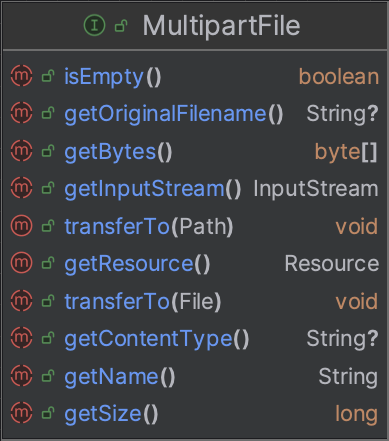 MultipartFile
isEmpty() boolean
getOriginalFilename() String?
getBytes() byte[]
getInputStream() InputStream
transferTo(Path) void
getResource() Resource
transferTo(File) void
getContentType() String?
getName() String
getSize() long